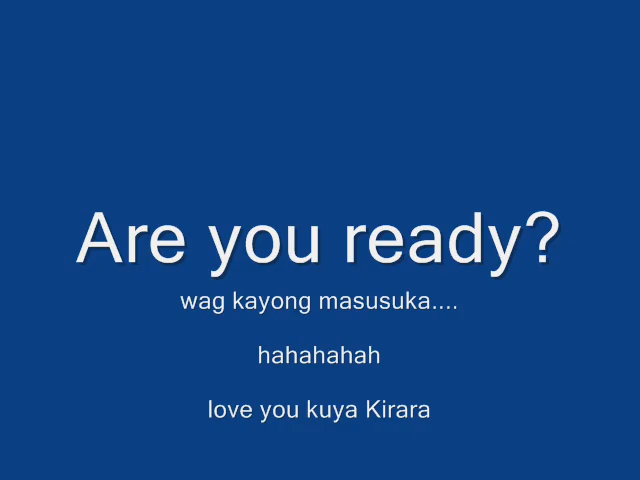 Are you ready?
wag kayong masusuka....
hahahahah
love you kuya Kirara